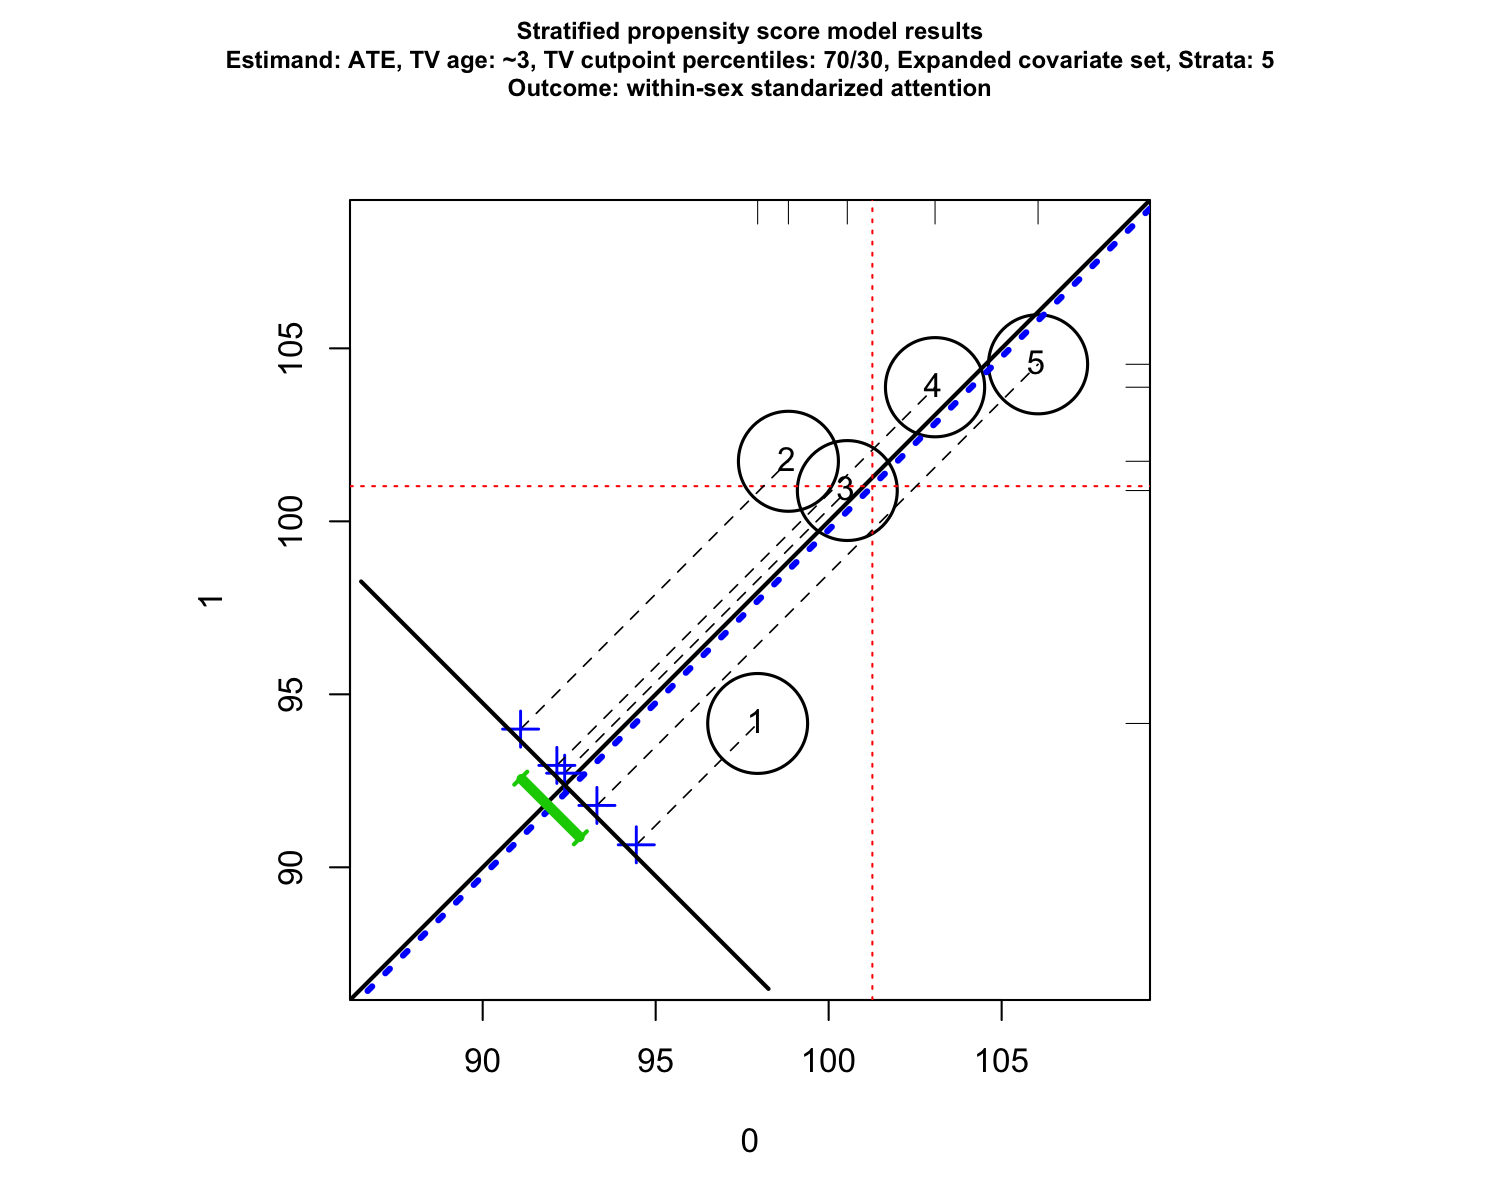 Stratified propensity score model results
Estimand: ATE, TV age: ~3, TV cutpoint percentiles: 70/30, Expanded covariate set, Strata: 5
Outcome: within-sex standarized attention
105
100
95
90
1
5
4
2
3
1
90 95 100 105
0